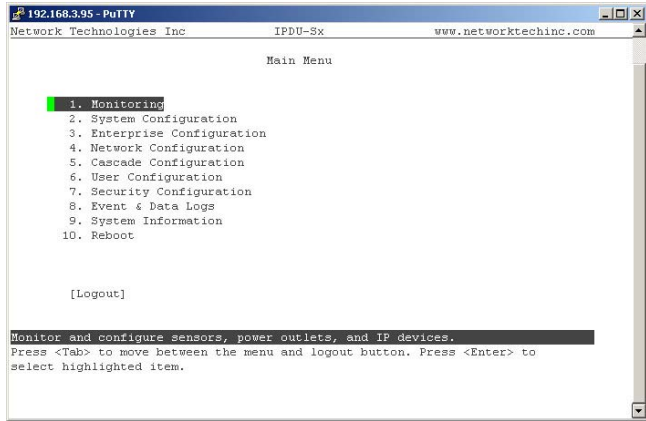 192.168.3.95 - PuTTY
Network Technologies Inc IPDU-Sx www.networktechinc.com
Main Menu
1. Monitoring
2. System Configuration
3. Enterprise Configuration
4. Network Configuration
5. Cascade Configuration
6. User Configuration
7. Security Configuration
8. Event & Data Logs
9. System Information
10. Reboot
[Logout]
Monitor and configure sensors, power outlets, and IP devices.
Press <Tab> to move between the menu and logout button. Press <Enter> to
select highlighted item.